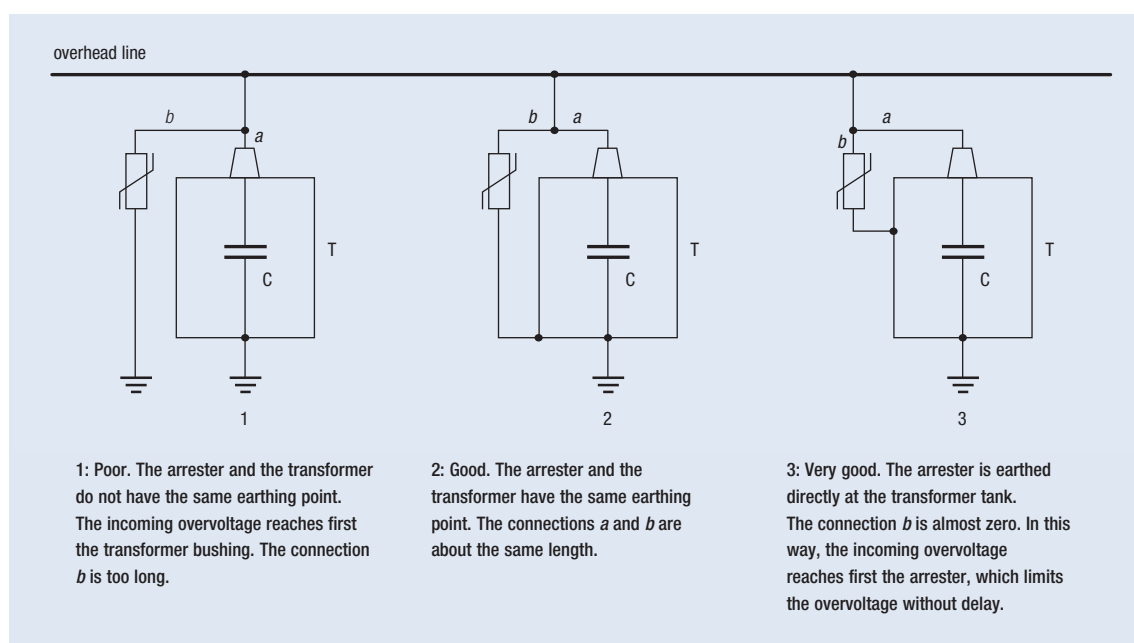 overhead line
b
a
T
C
1
b
a
T
C
2
a
b
T
C
3
1: Poor. The arrester and the transformer
do not have the same earthing point.
The incoming overvoltage reaches first
the transformer bushing. The connection
b is too long.
2: Good. The arrester and the
transformer have the same earthing
point. The connections a and b are
about the same length.
3: Very good. The arrester is earthed
directly at the transformer tank.
The connection b is almost zero. In this
way, the incoming overvoltage
reaches first the arrester, which limits
the overvoltage without delay.